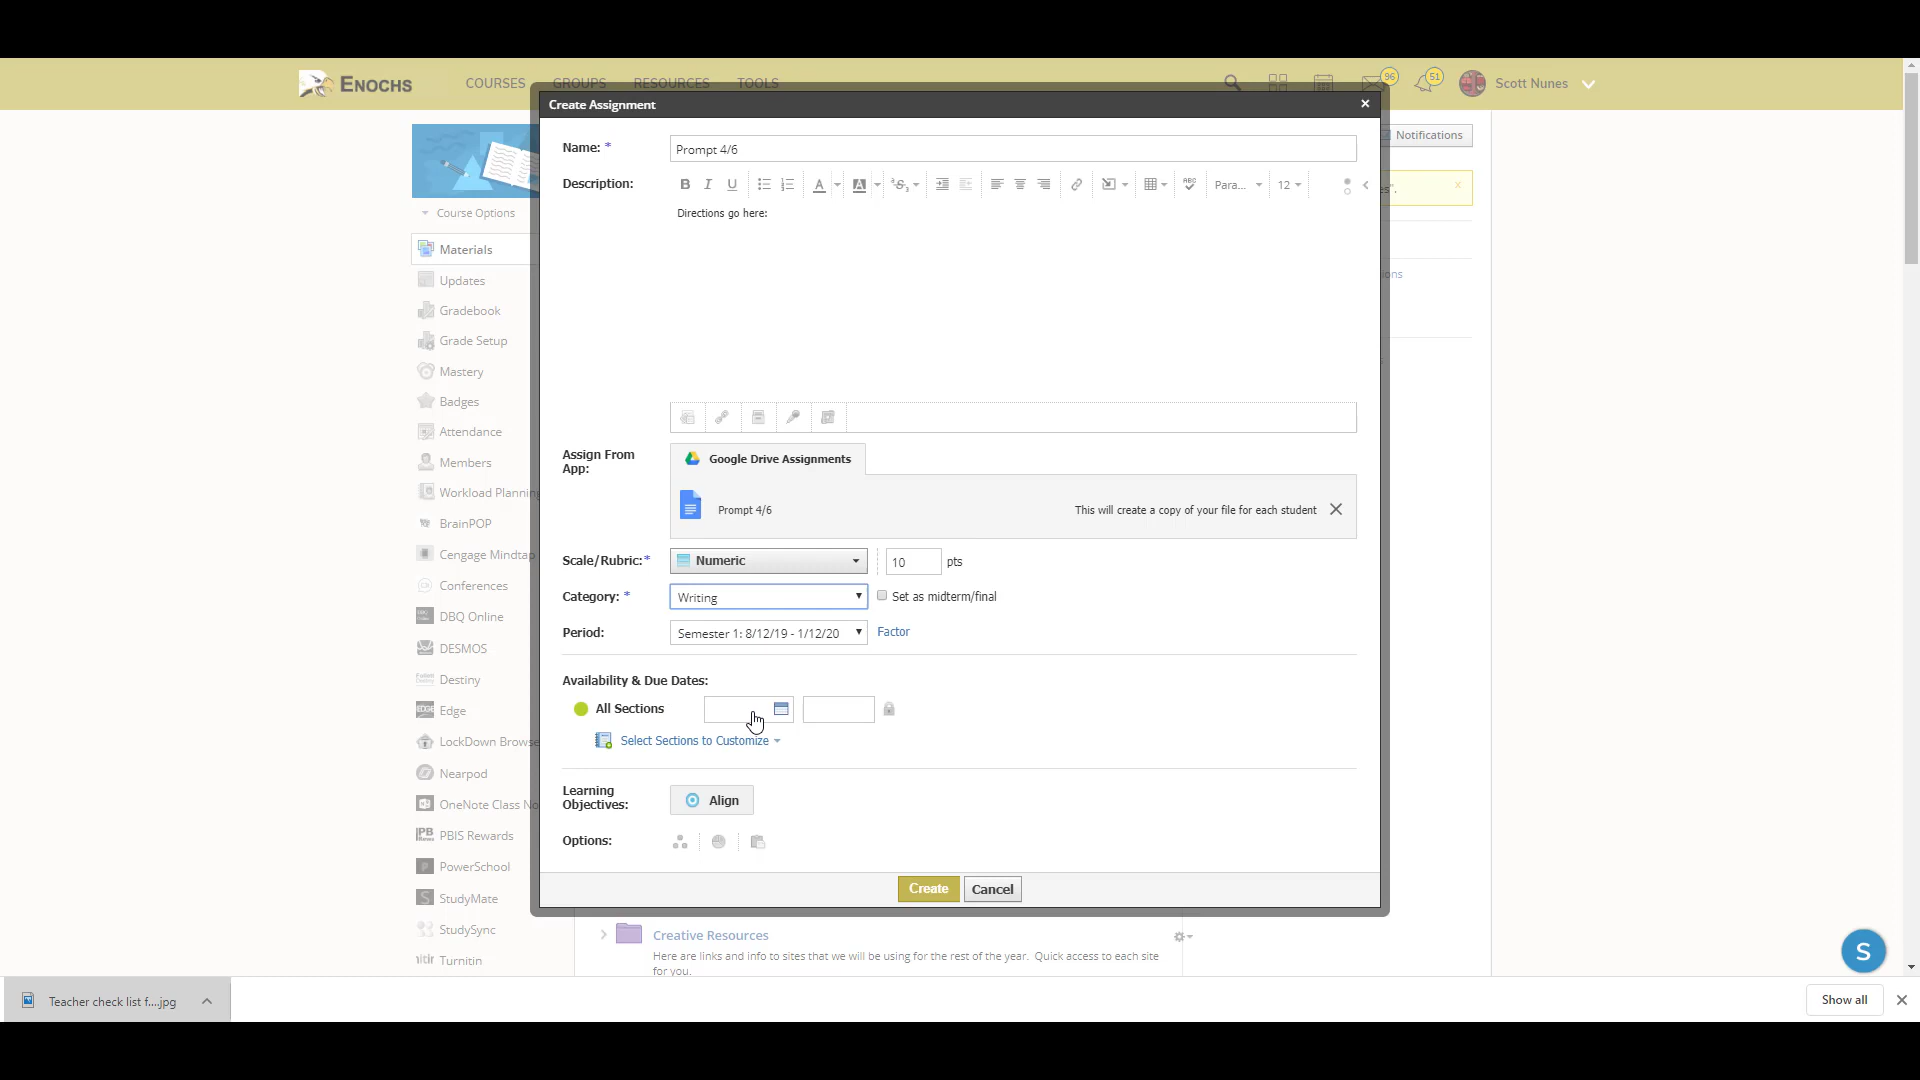 ENOCHS
COURSES
GROUPS
RESOURCES
TOOLS
96
51
Scott Nunes
Create Assignment
Notifications
Name: *
Prompt 4/6
Description:
B I U
Para...
12
Directions go here:
Course Options
Materials
Updates
Gradebook
Grade Setup
Mastery
Badges
Attendance
Members
Workload Planning
BrainPOP
Cengage Mindtap
Conferences
DBQ Online
DESMOS
Destiny
Edge
LockDown Browse
Nearpod
OneNote Class No
PBIS Rewards
PowerSchool
StudyMate
StudySync
Turnitin
Assign From
App:
Google Drive Assignments
Prompt 4/6
This will create a copy of your file for each student
Scale/Rubric:*
Numeric
10
pts
Category: *
Writing
Set as midterm/final
Period:
Semester 1: 8/12/19 - 1/12/20
Factor
Availability & Due Dates:
All Sections
Select Sections to Customize
Learning
Objectives:
Align
Options:
Create
Cancel
Creative Resources
Here are links and info to sites that we will be using for the rest of the year. Quick access to each site
for you.
S
Teacher check list f....jpg
Show all